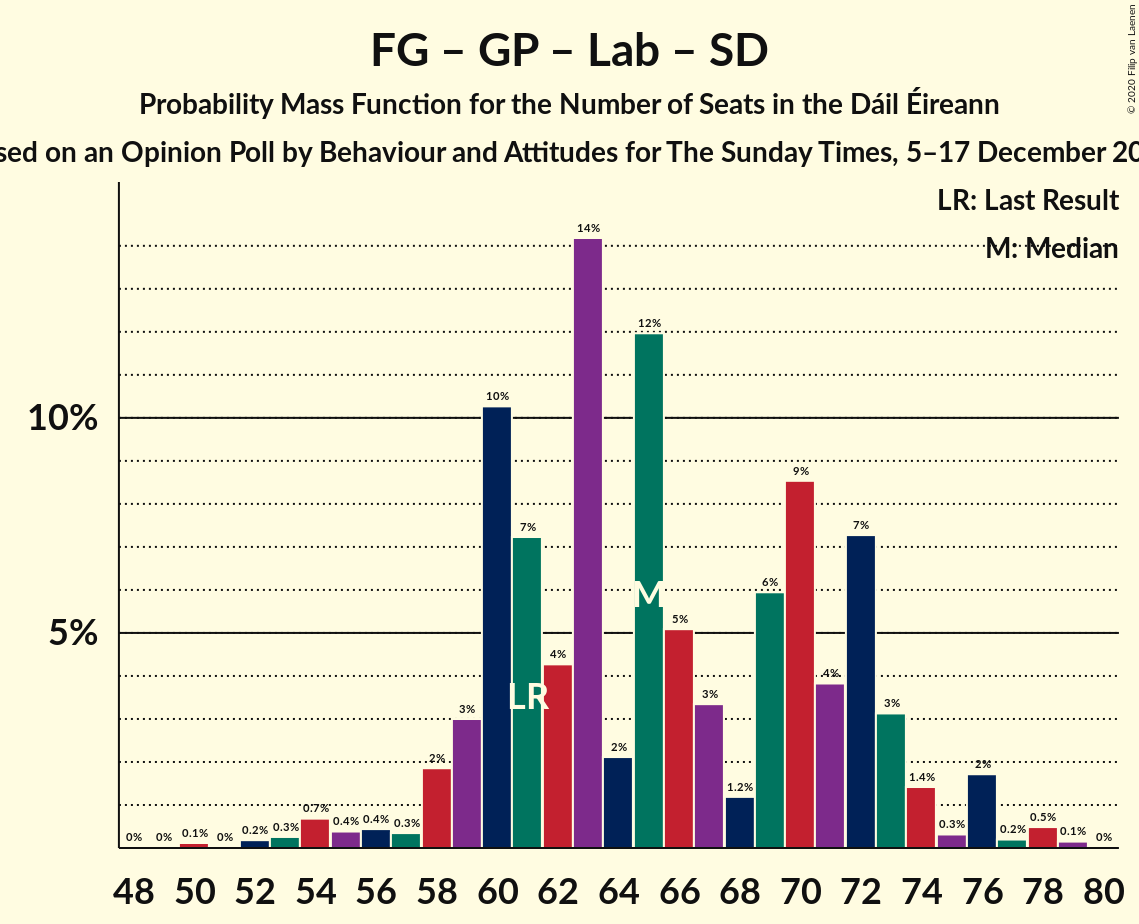 FG – GP – Lab – SD
Probability Mass Function for the Number of Seats in the Dáil Éireann
sed on an Opinion Poll by Behaviour and Attitudes for The Sunday Times, 5–17 December 20
© 2020 Filip van Laenen
LR: Last Result
M: Median
10%
5%
0% 0% 0.1% 0% 0.2% 0.3% 0.7% 0.4% 0.4% 0.3% 2% 3% 10% 7% 4% 14% 2% 12% 5% 3% 1.2% 6% 9% 4% 7% 3% 1.4% 0.3% 2% 0.2% 0.5% 0.1% 0%
LR
M
48 50 52 54 56 58 60 62 64 66 68 70 72 74 76 78 80